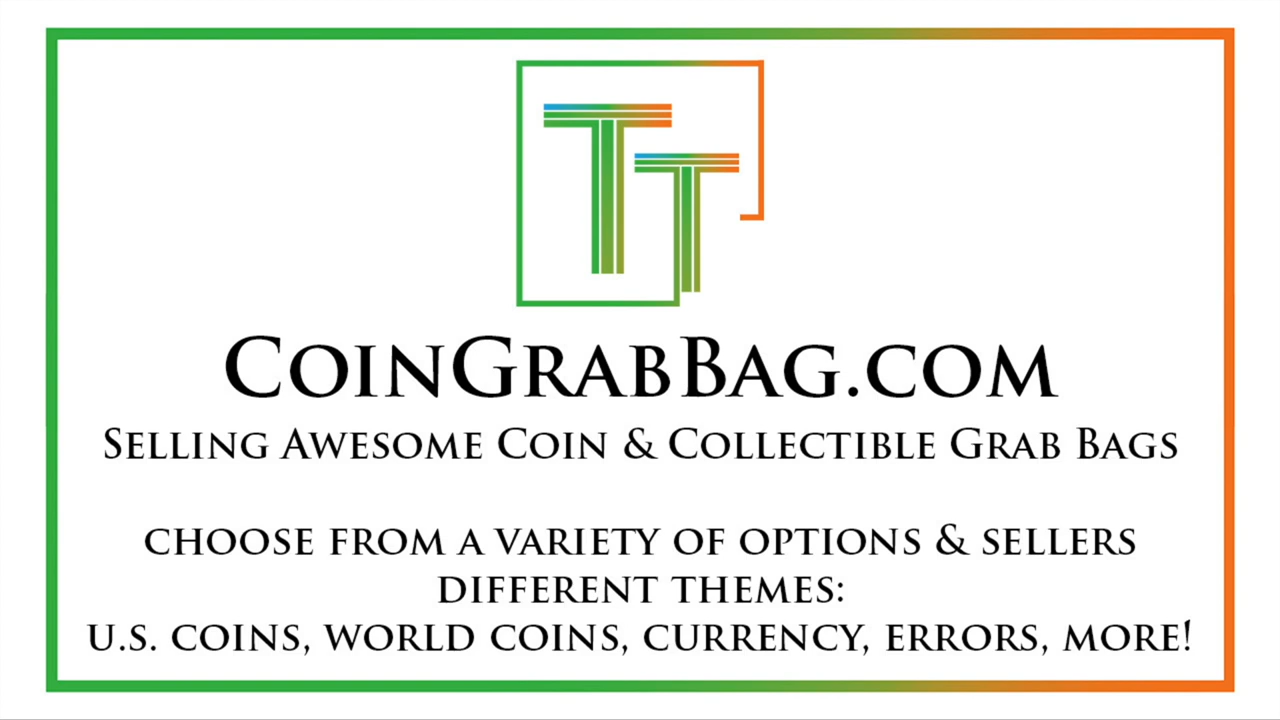 TT
CoinGrabBag.com
Selling Awesome Coin & Collectible Grab Bags
choose from a variety of options & sellers
different themes:
U.S. coins, world coins, currency, errors, more!